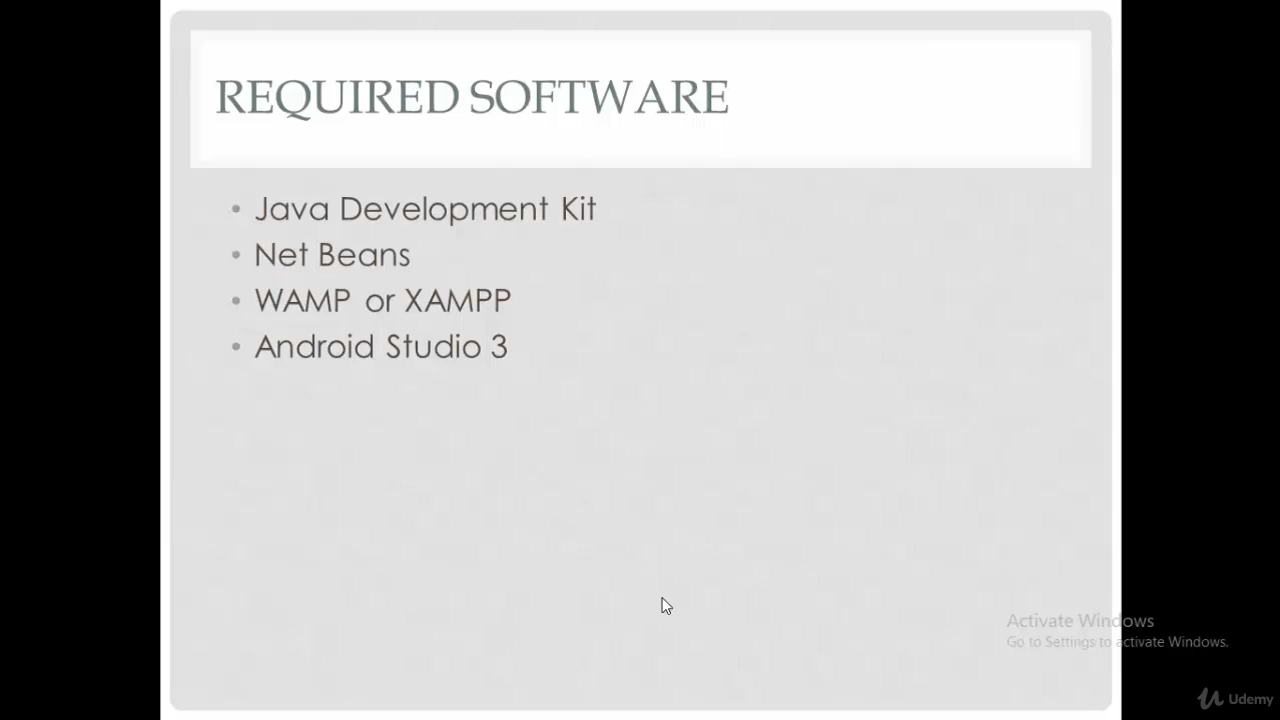 REQUIRED SOFTWARE
• Java Development Kit
• Net Beans
• WAMP or XAMPP
• Android Studio 3
Activate Windows
Go to Settings to activate Windows.
Udemy